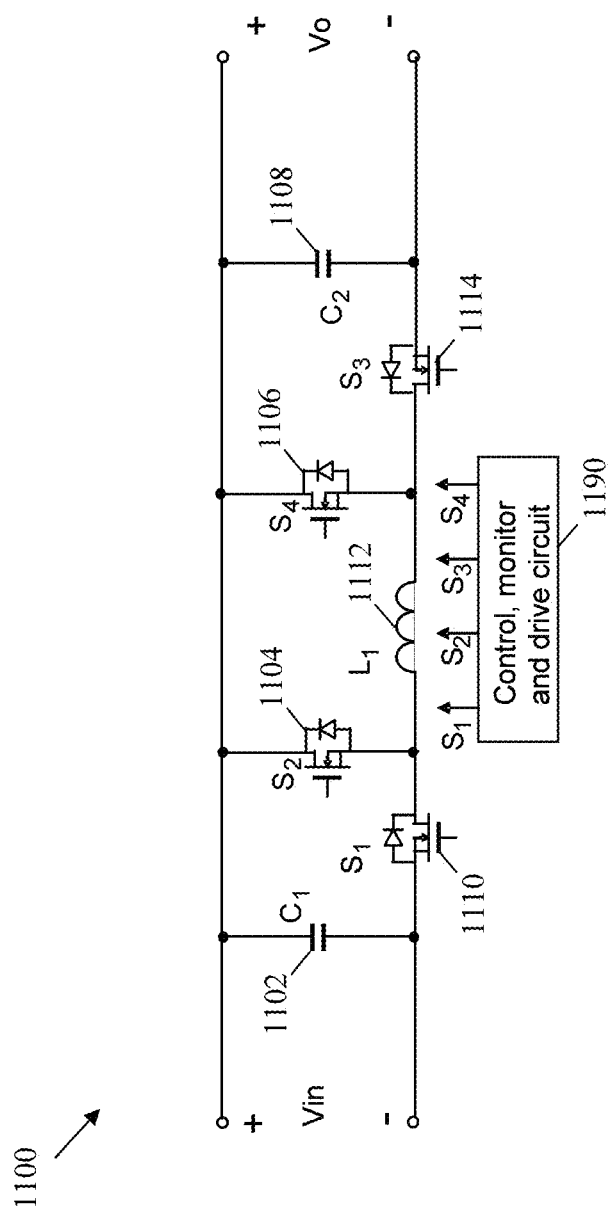 1100
+
Vin
-
1102
C1
S1
1110
S2
1104
L1
1112
S4
1106
S3
1114
C2
1108
+
Vo
-
S1
S2
S3
S4
Control, monitor
and drive circuit
1190